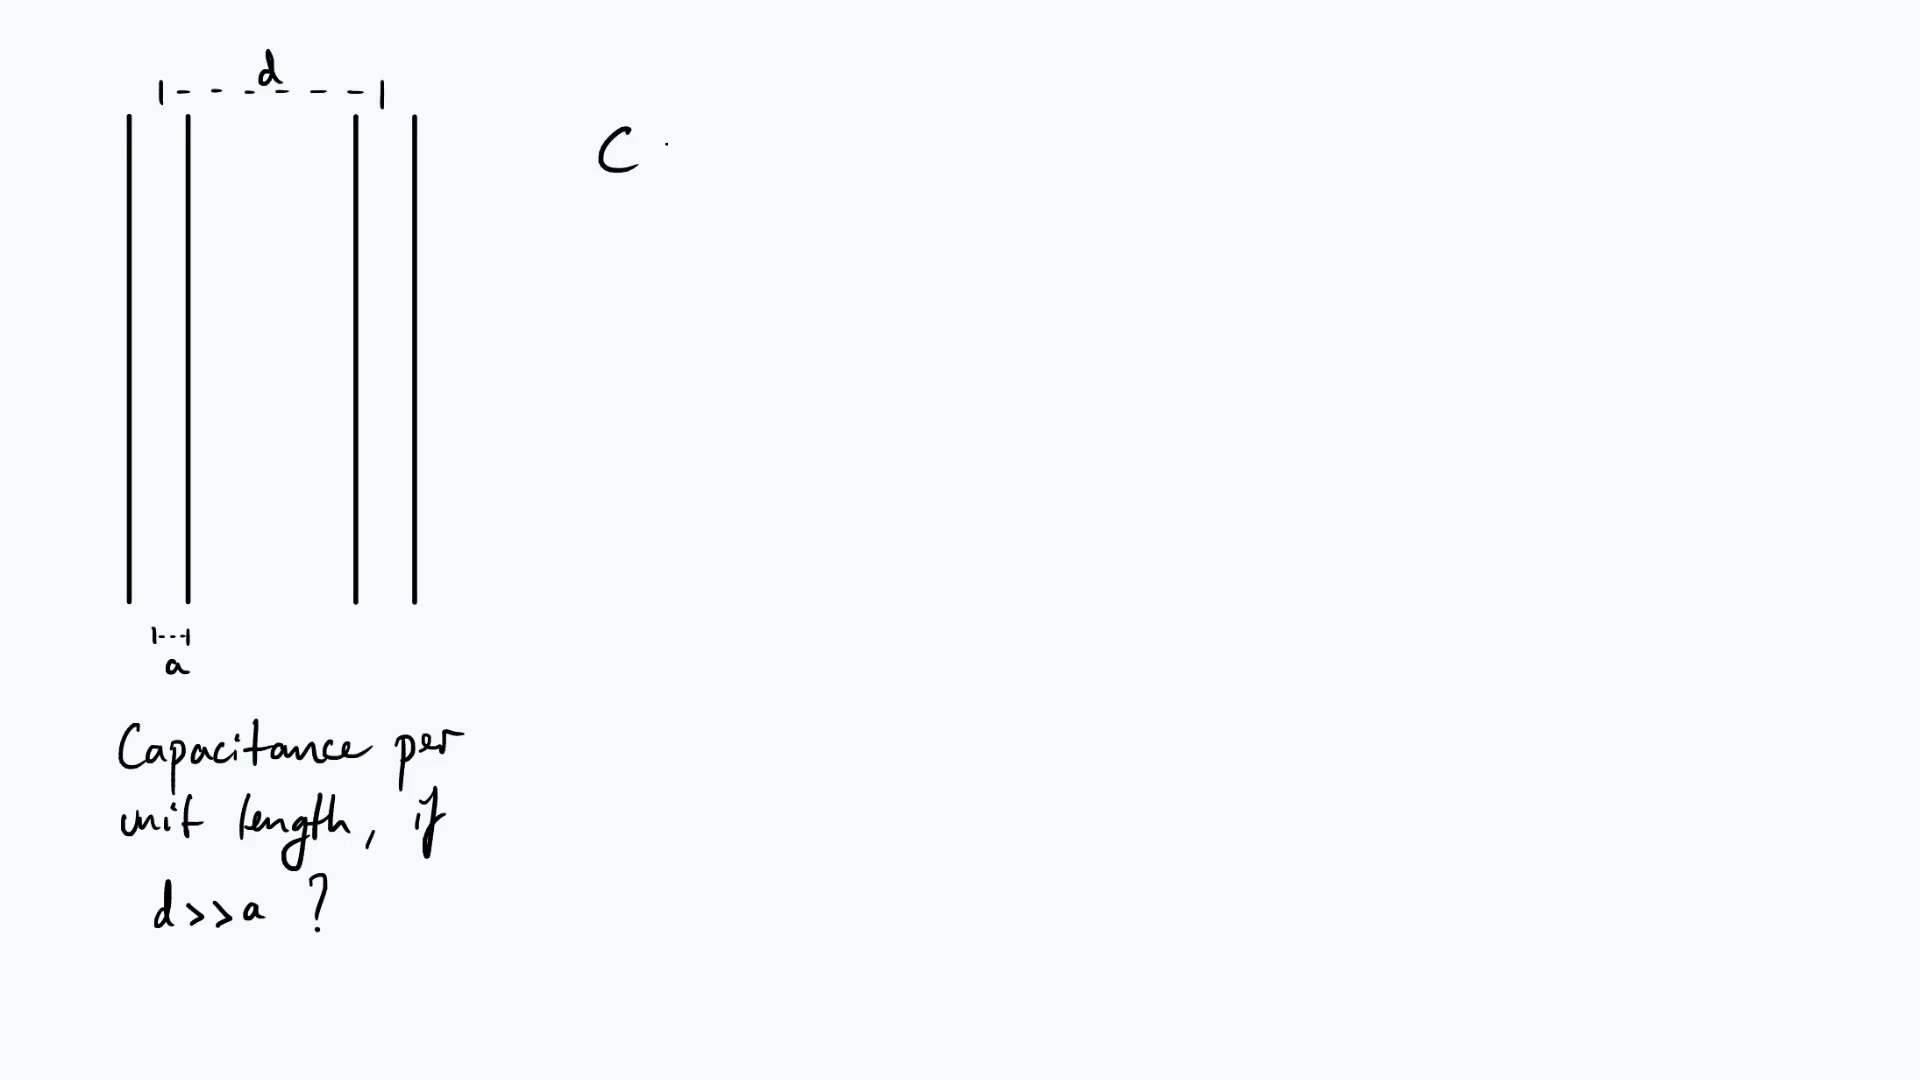 d
C
a
Capacitance per
unit length, if
d>>a ?